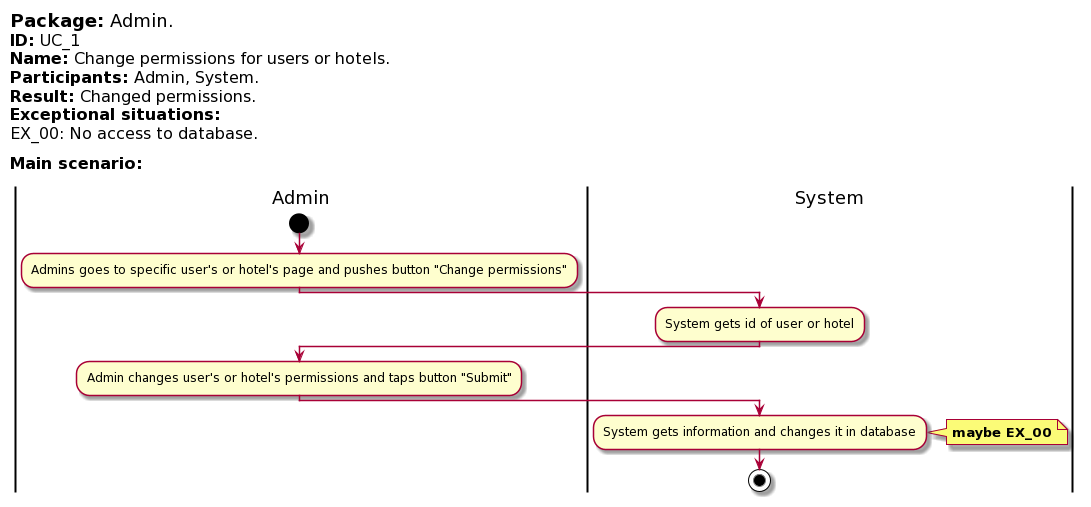 Package: Admin.
ID: UC_1
Name: Change permissions for users or hotels.
Participants: Admin, System.
Result: Changed permissions.
Exceptional situations:
EX_00: No access to database.
Main scenario:
Admin
System
Admins goes to specific user's or hotel's page and pushes button "Change permissions"
System gets id of user or hotel
Admin changes user's or hotel's permissions and taps button "Submit"
System gets information and changes it in database
maybe EX_00